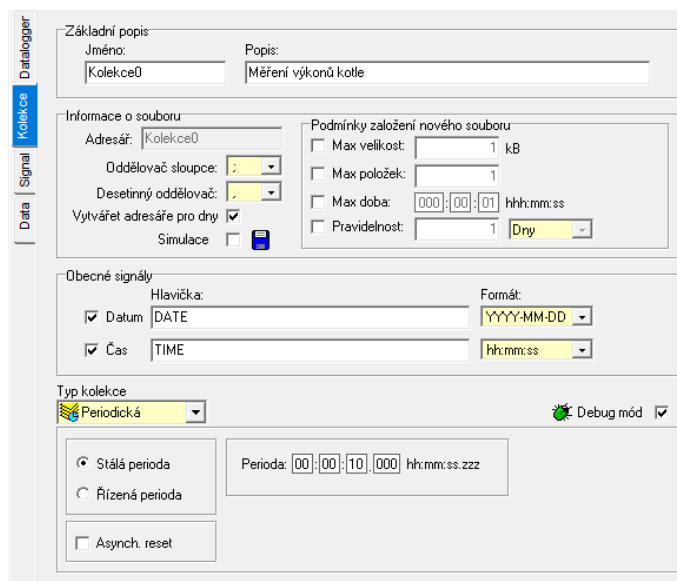 Datalogger
Kolekce
Signal
Data
Základní popis
Jméno: Popis:
Kolekce0 Měření výkonů kotle
Informace o souboru
Adresář: Kolekce0
Oddělovač sloupce: ;
Desetinný oddělovač: ,
Vytvářet adresáře pro dny
Simulace
Podmínky založení nového souboru
Max velikost: 1 kB
Max položek: 1
Max doba: 000:00:01 hhh:mm:ss
Pravidelnost: 1 Dny
Obecné signály
Hlavička: Formát:
Datum DATE YYYY-MM-DD
Čas TIME hh:mm:ss
Typ kolekce
Periodická Debug mód
Stálá perioda
Řízená perioda
Perioda: 00:00:10.000 hh:mm:ss.zzz
Asynch. reset